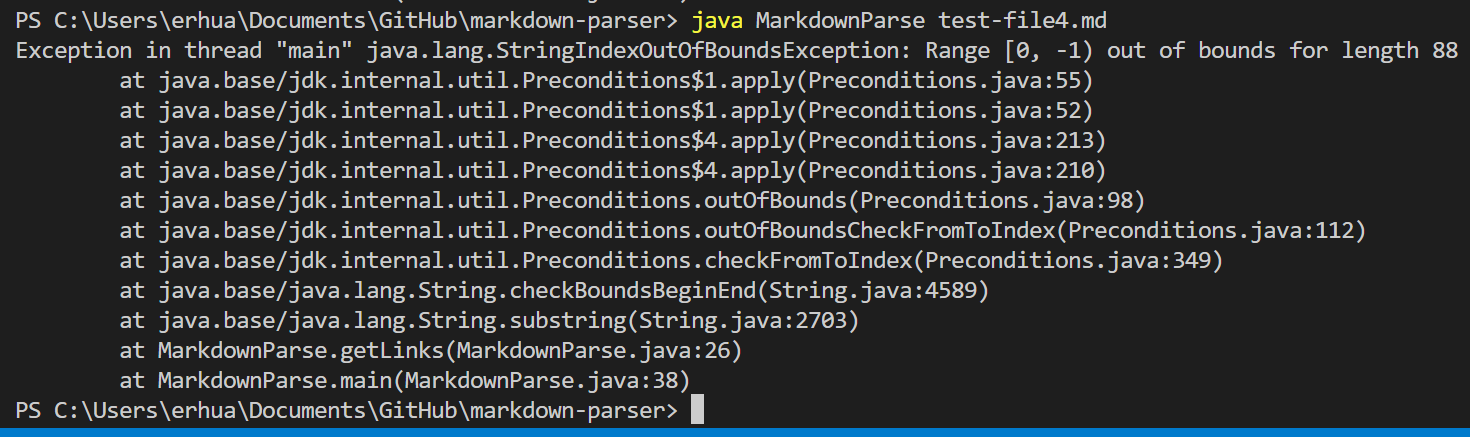 PS C:\Users\erhua\Documents\GitHub\markdown-parser> java MarkdownParse test-file4.md
Exception in thread "main" java.lang.StringIndexOutOfBoundsException: Range [0, -1) out of bounds for length 88
        at java.base/jdk.internal.util.Preconditions$1.apply(Preconditions.java:55)
        at java.base/jdk.internal.util.Preconditions$1.apply(Preconditions.java:52)
        at java.base/jdk.internal.util.Preconditions$4.apply(Preconditions.java:213)
        at java.base/jdk.internal.util.Preconditions$4.apply(Preconditions.java:210)
        at java.base/jdk.internal.util.Preconditions.outOfBounds(Preconditions.java:98)
        at java.base/jdk.internal.util.Preconditions.outOfBoundsCheckFromToIndex(Preconditions.java:112)
        at java.base/jdk.internal.util.Preconditions.checkFromToIndex(Preconditions.java:349)
        at java.base/java.lang.String.checkBoundsBeginEnd(String.java:4589)
        at java.base/java.lang.String.substring(String.java:2703)
        at MarkdownParse.getLinks(MarkdownParse.java:26)
        at MarkdownParse.main(MarkdownParse.java:38)
PS C:\Users\erhua\Documents\GitHub\markdown-parser>